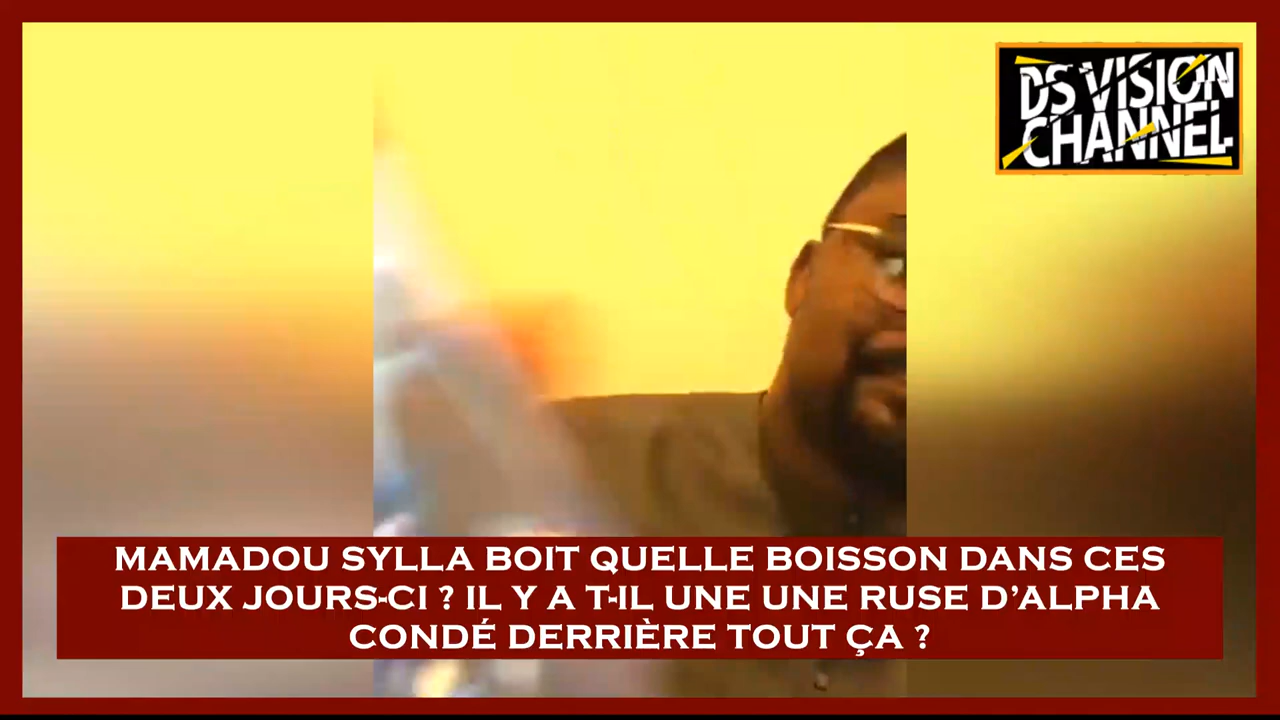 DS VISION
CHANNEL
MAMADOU SYLLA BOIT QUELLE BOISSON DANS CES
DEUX JOURS-CI ? IL Y A T-IL UNE UNE RUSE D'ALPHA
CONDÉ DERRIÈRE TOUT ÇA ?